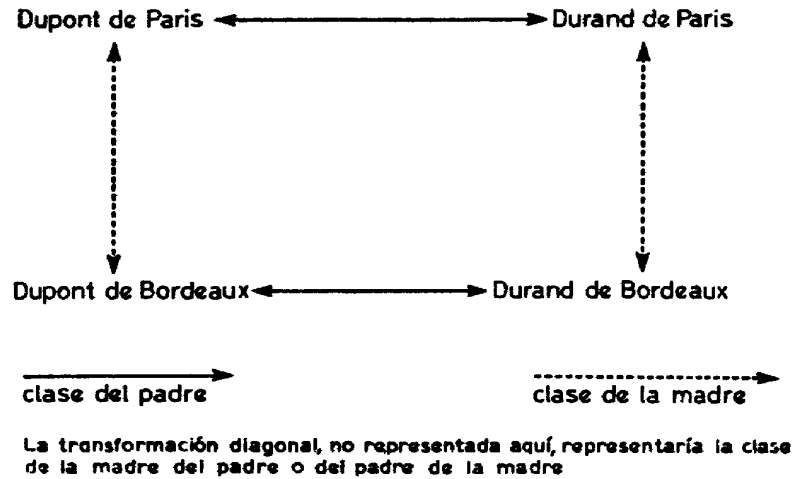 Dupont de Paris Durand de Paris
Dupont de Bordeaux Durand de Bordeaux
clase del padre clase de la madre
La transformación diagonal, no representada aquí, representaría la clase
de la madre del padre o del padre de la madre